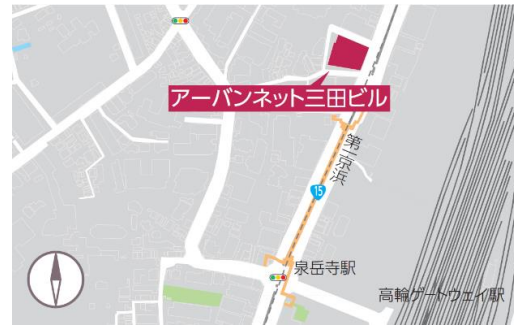 アーバンネット三田ビル
第一京浜
15
泉岳寺駅
高輪ゲートウェイ駅